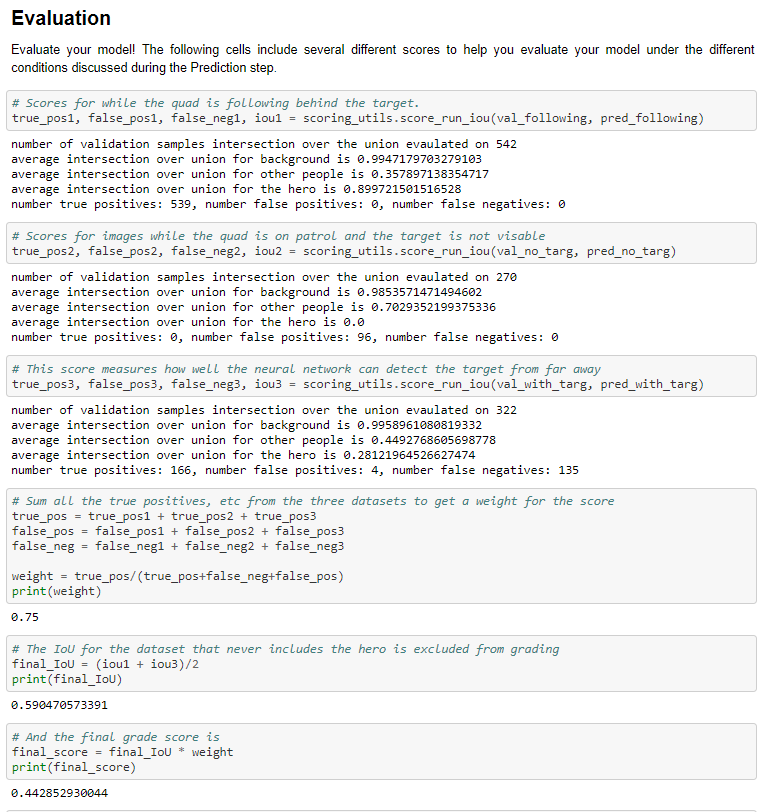 Evaluation
Evaluate your model! The following cells include several different scores to help you evaluate your model under the different
conditions discussed during the Prediction step.
# Scores for while the quad is following behind the target.
true_pos1, false_pos1, false_neg1, iou1 = scoring_utils.score_run_iou(val_following, pred_following)
number of validation samples intersection over the union evaulated on 542
average intersection over union for background is 0.9947179703279103
average intersection over union for other people is 0.357897138354717
average intersection over union for the hero is 0.899721501516528
number true positives: 539, number false positives: 0, number false negatives: 0
# Scores for images while the quad is on patrol and the target is not visable
true_pos2, false_pos2, false_neg2, iou2 = scoring_utils.score_run_iou(val_no_targ, pred_no_targ)
number of validation samples intersection over the union evaulated on 270
average intersection over union for background is 0.9853571471494602
average intersection over union for other people is 0.7029352199375336
average intersection over union for the hero is 0.0
number true positives: 0, number false positives: 96, number false negatives: 0
# This score measures how well the neural network can detect the target from far away
true_pos3, false_pos3, false_neg3, iou3 = scoring_utils.score_run_iou(val_with_targ, pred_with_targ)
number of validation samples intersection over the union evaulated on 322
average intersection over union for background is 0.9958961080819332
average intersection over union for other people is 0.4492768605698778
average intersection over union for the hero is 0.28121964526627474
number true positives: 166, number false positives: 4, number false negatives: 135
# Sum all the true positives, etc from the three datasets to get a weight for the score
true_pos = true_pos1 + true_pos2 + true_pos3
false_pos = false_pos1 + false_pos2 + false_pos3
false_neg = false_neg1 + false_neg2 + false_neg3
weight = true_pos/(true_pos+false_neg+false_pos)
print(weight)
0.75
# The IoU for the dataset that never includes the hero is excluded from grading
final_IoU = (iou1 + iou3)/2
print(final_IoU)
0.590470573391
# And the final grade score is
final_score = final_IoU * weight
print(final_score)
0.442852930044